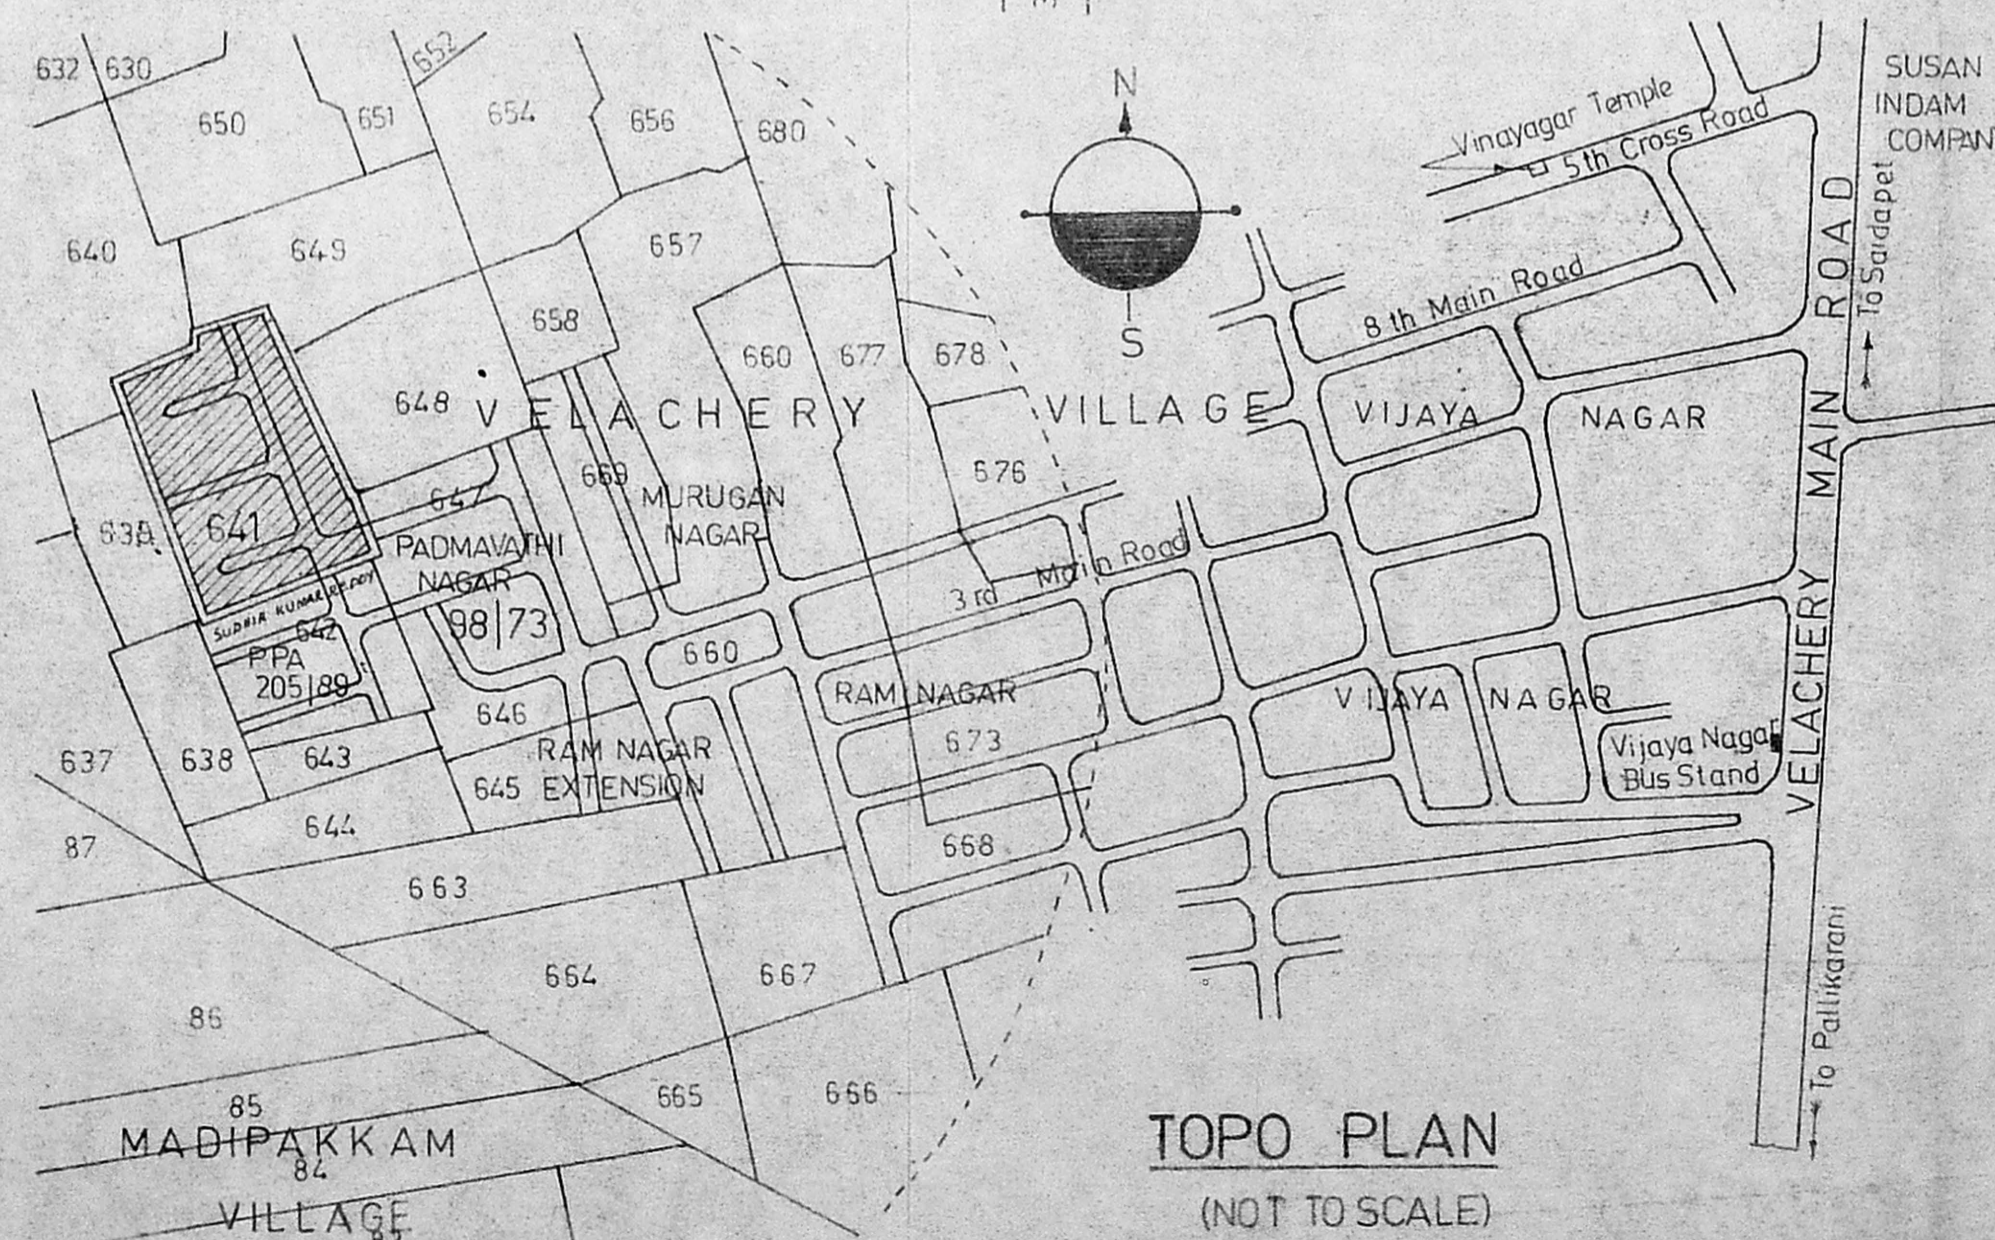 N
632
630
650
651
652
654
656
680
Vinayagar Temple
5th Cross Road
SUSAN
INDAM
COMPAN
VELACHERY MAIN ROAD
To Saidapet
640
649
657
8 th Main Road
658
660
677
678
S
648
VELACHERY VILLAGE
VIJAYA NAGAR
669
676
647
MURUGAN
NAGAR
641
PADMAVATHI
NAGAR
98/73
3rd Main Road
SUDHIR KUMAR REDDY
642
PPA
205/89
660
RAM NAGAR
VIJAYA NAGAR
646
673
637
638
643
RAM NAGAR
EXTENSION
645
Vijaya Nagar
Bus Stand
644
87
668
663
664
667
86
To Pallikarani
665
666
85
MADIPAKKAM
84
VILLAGE
TOPO PLAN
(NOT TO SCALE)